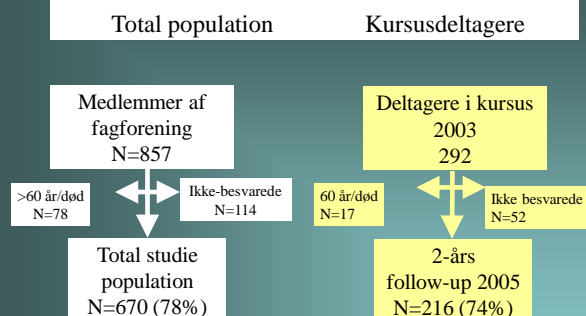 Total population
Kursusdeltagere
Medlemmer af
fagforening
N=857
>60 år/død
N=78
Ikke-besvarede
N=114
Total studie
population
N=670 (78%)
Deltagere i kursus
2003
292
60 år/død
N=17
Ikke besvarede
N=52
2-års
follow-up 2005
N=216 (74%)